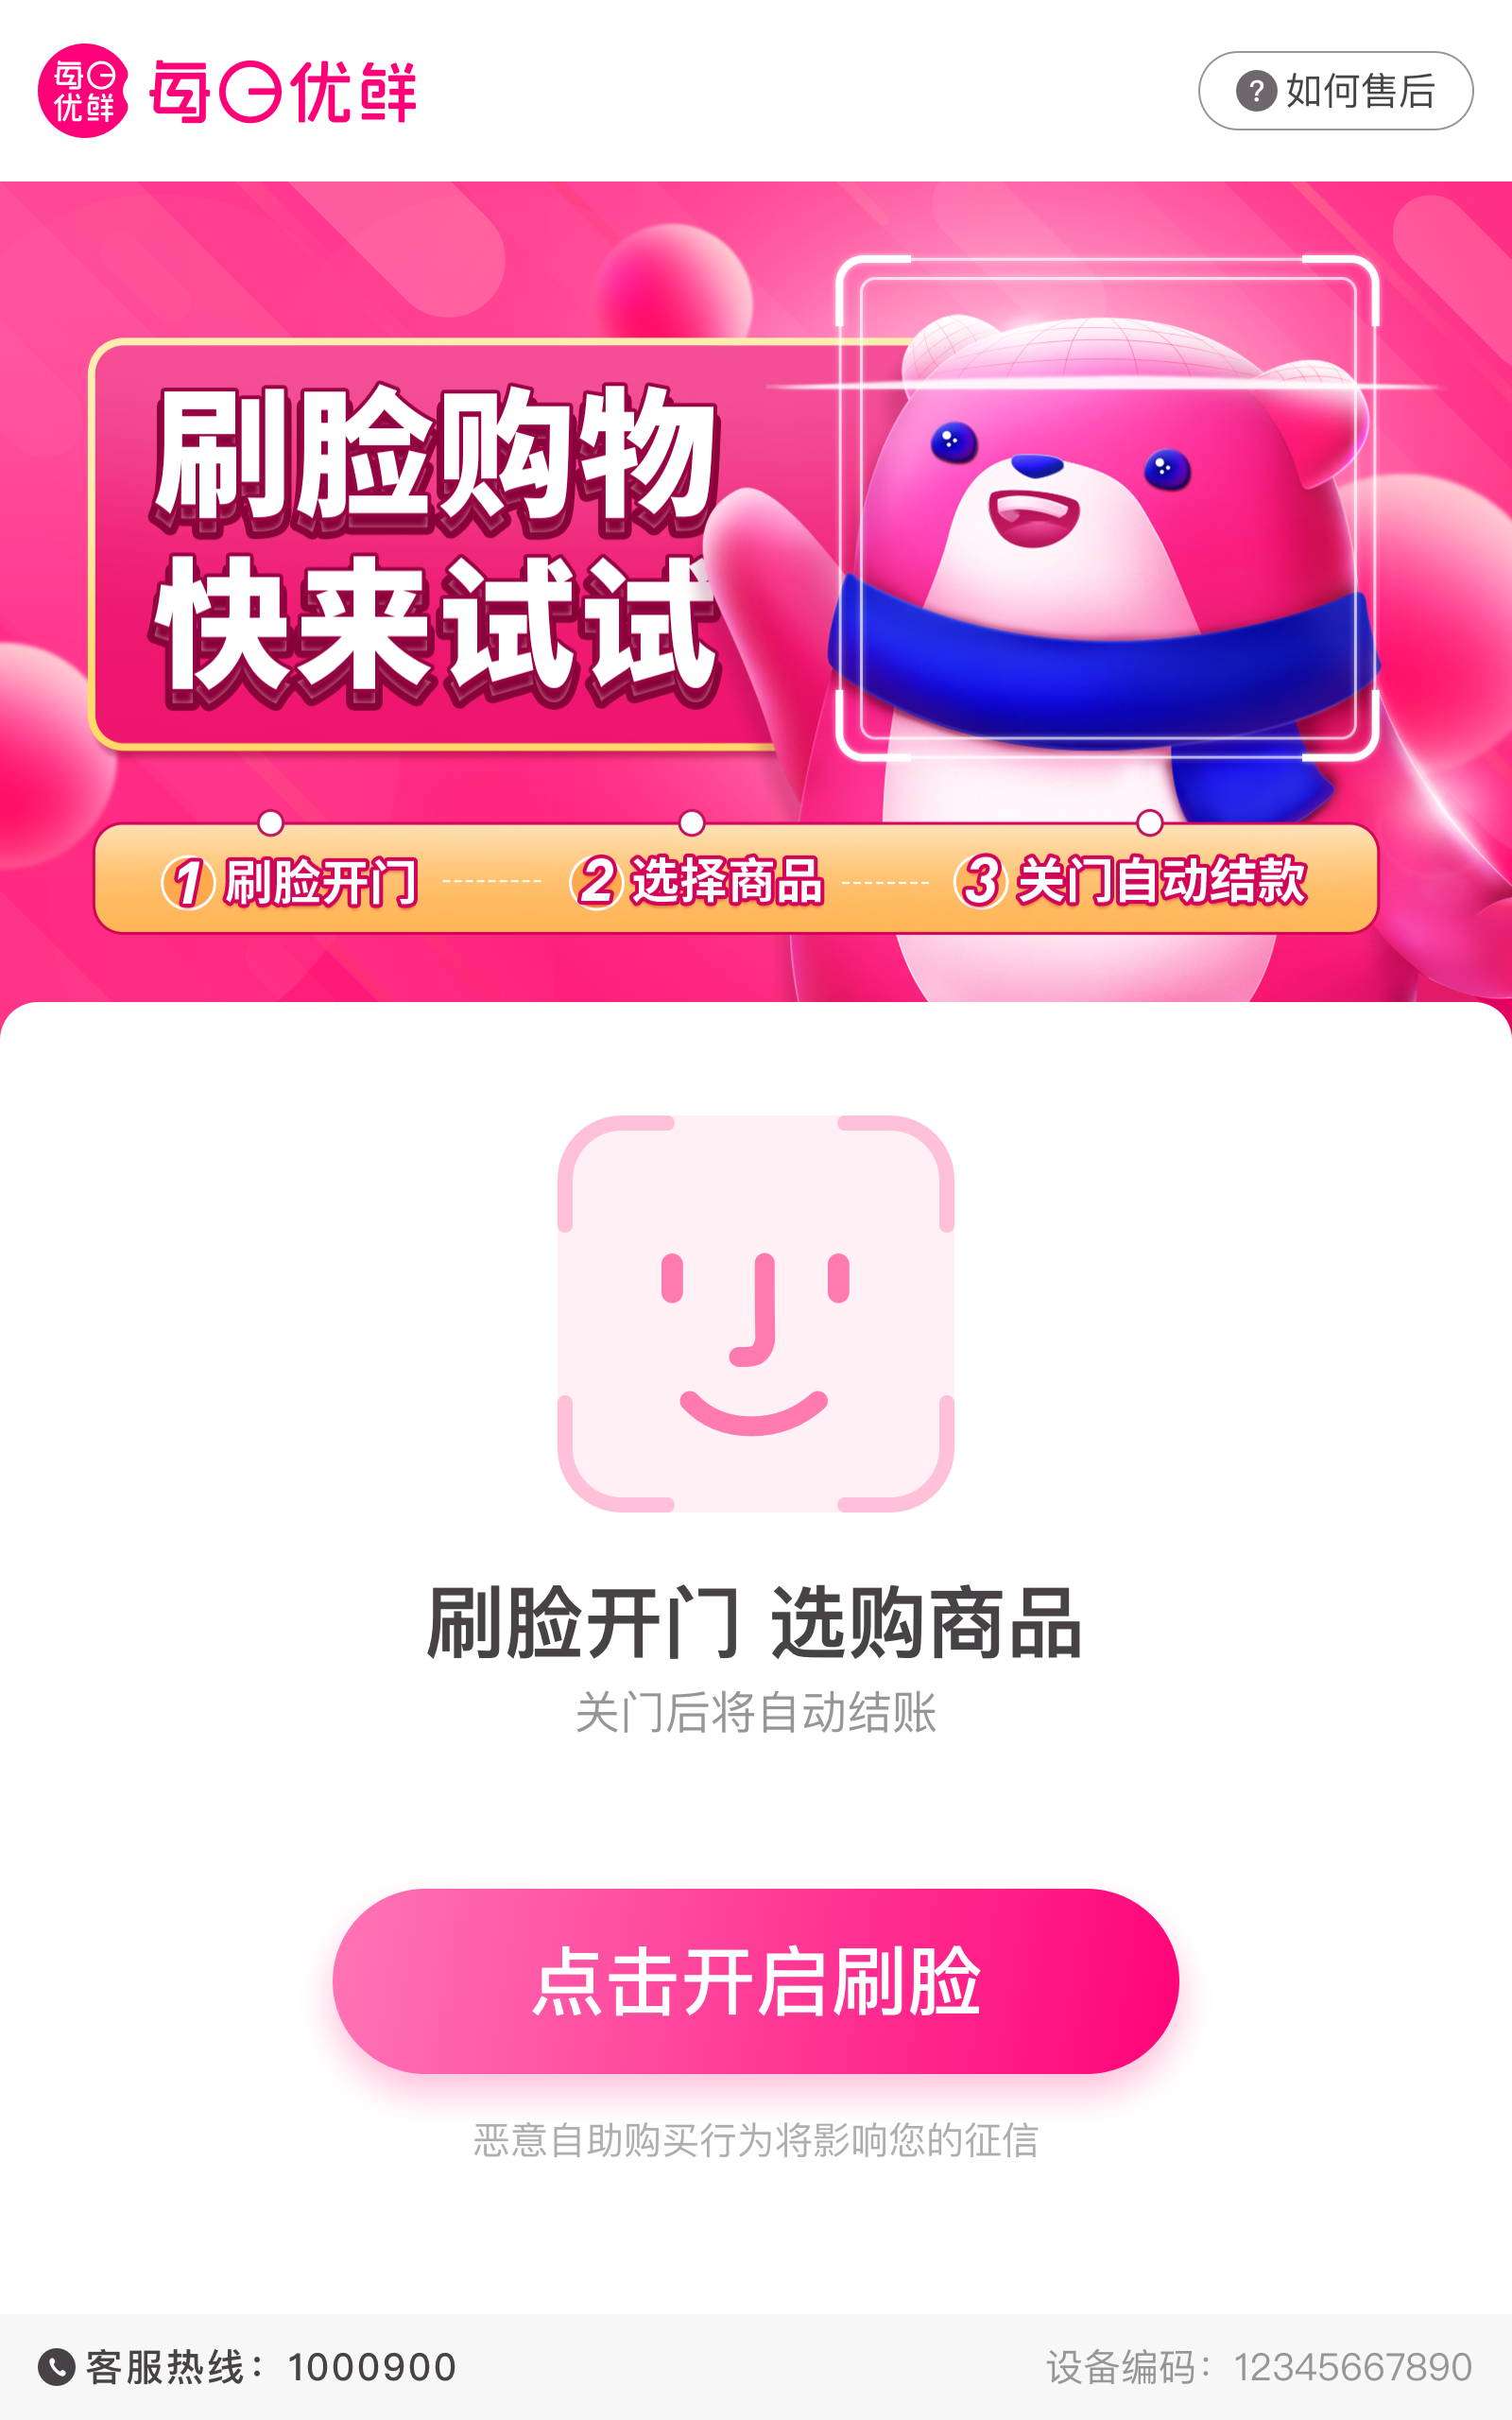 每日优鲜 每日优鲜
? 如何售后
刷脸购物
快来试试
1 刷脸开门 2 选择商品 3 关门自动结款
刷脸开门 选购商品
关门后将自动结账
点击开启刷脸
恶意自助购买行为将影响您的征信
客服热线：1000900
设备编码：12345667890